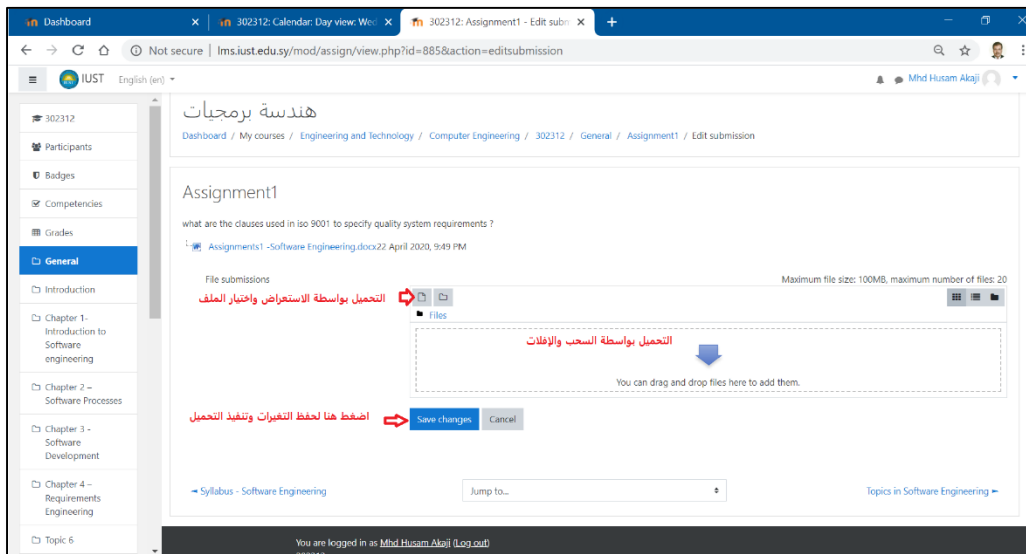 Dashboard
302312: Calendar: Day view: Wed
302312: Assignment1 - Edit subm
Not secure | lms.iust.edu.sy/mod/assign/view.php?id=885&action=editsubmission
IUST English (en)
Mhd Husam Akaji
302312
Participants
Badges
Competencies
Grades
General
Introduction
Chapter 1-
Introduction to
Software
engineering
Chapter 2 –
Software Processes
Chapter 3 -
Software
Development
Chapter 4 –
Requirements
Engineering
Topic 6
هندسة برمجيات
Dashboard / My courses / Engineering and Technology / Computer Engineering / 302312 / General / Assignment1 / Edit submission
Assignment1
what are the clauses used in iso 9001 to specify quality system requirements ?
Assignments1 -Software Engineering.docx22 April 2020, 9:49 PM
File submissions
Maximum file size: 100MB, maximum number of files: 20
التحميل بواسطة الاستعراض واختيار الملف
Files
التحميل بواسطة السحب والإفلات
You can drag and drop files here to add them.
اضغط هنا لحفظ التغيرات وتنفيذ التحميل
Save changes Cancel
◄ Syllabus - Software Engineering
Jump to...
Topics in Software Engineering ►
You are logged in as Mhd Husam Akaji (Log out)
302312